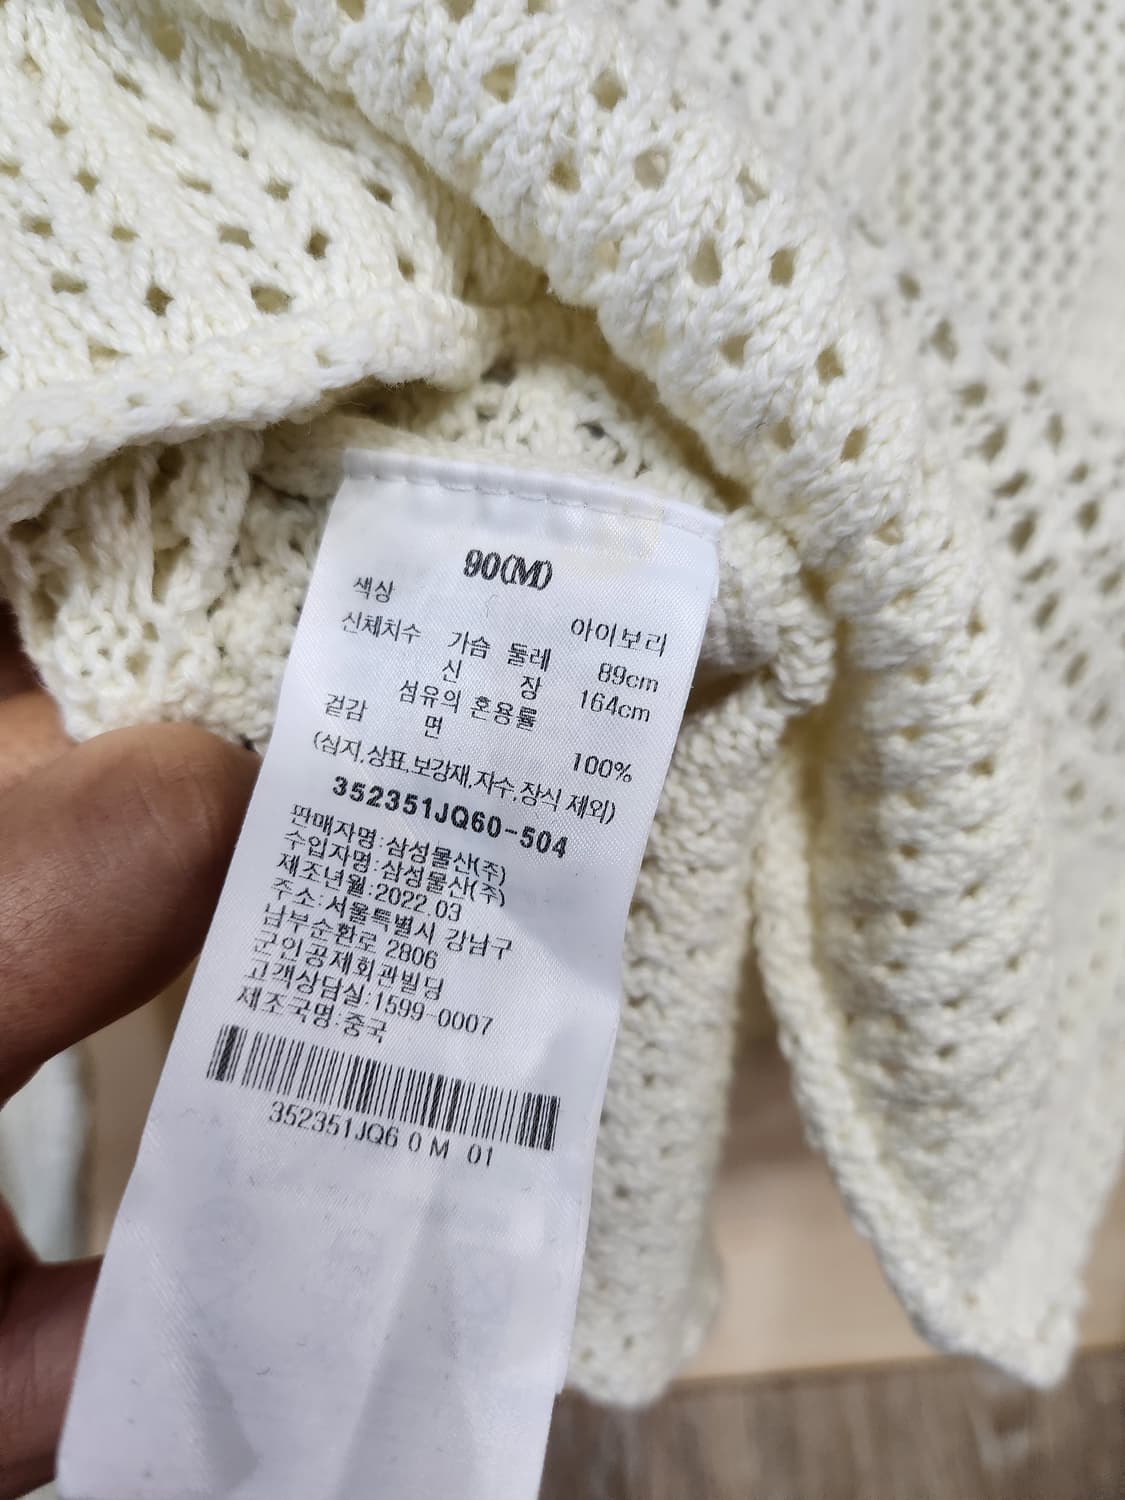 90(M)
색상 아이보리
신체치수 가슴 둘레 89cm
신 장 164cm
섬유의 혼용률
겉감 면 100%
(심지,상표,보강재,자수,장식 제외)
352351JQ60-504
판매자명:삼성물산(주)
수입자명:삼성물산(주)
제조년월:2022.03
주소:서울특별시 강남구
남부순환로 2806
군인공제회관빌딩
고객상담실:1599-0007
제조국명:중국
352351JQ6 0 M 01